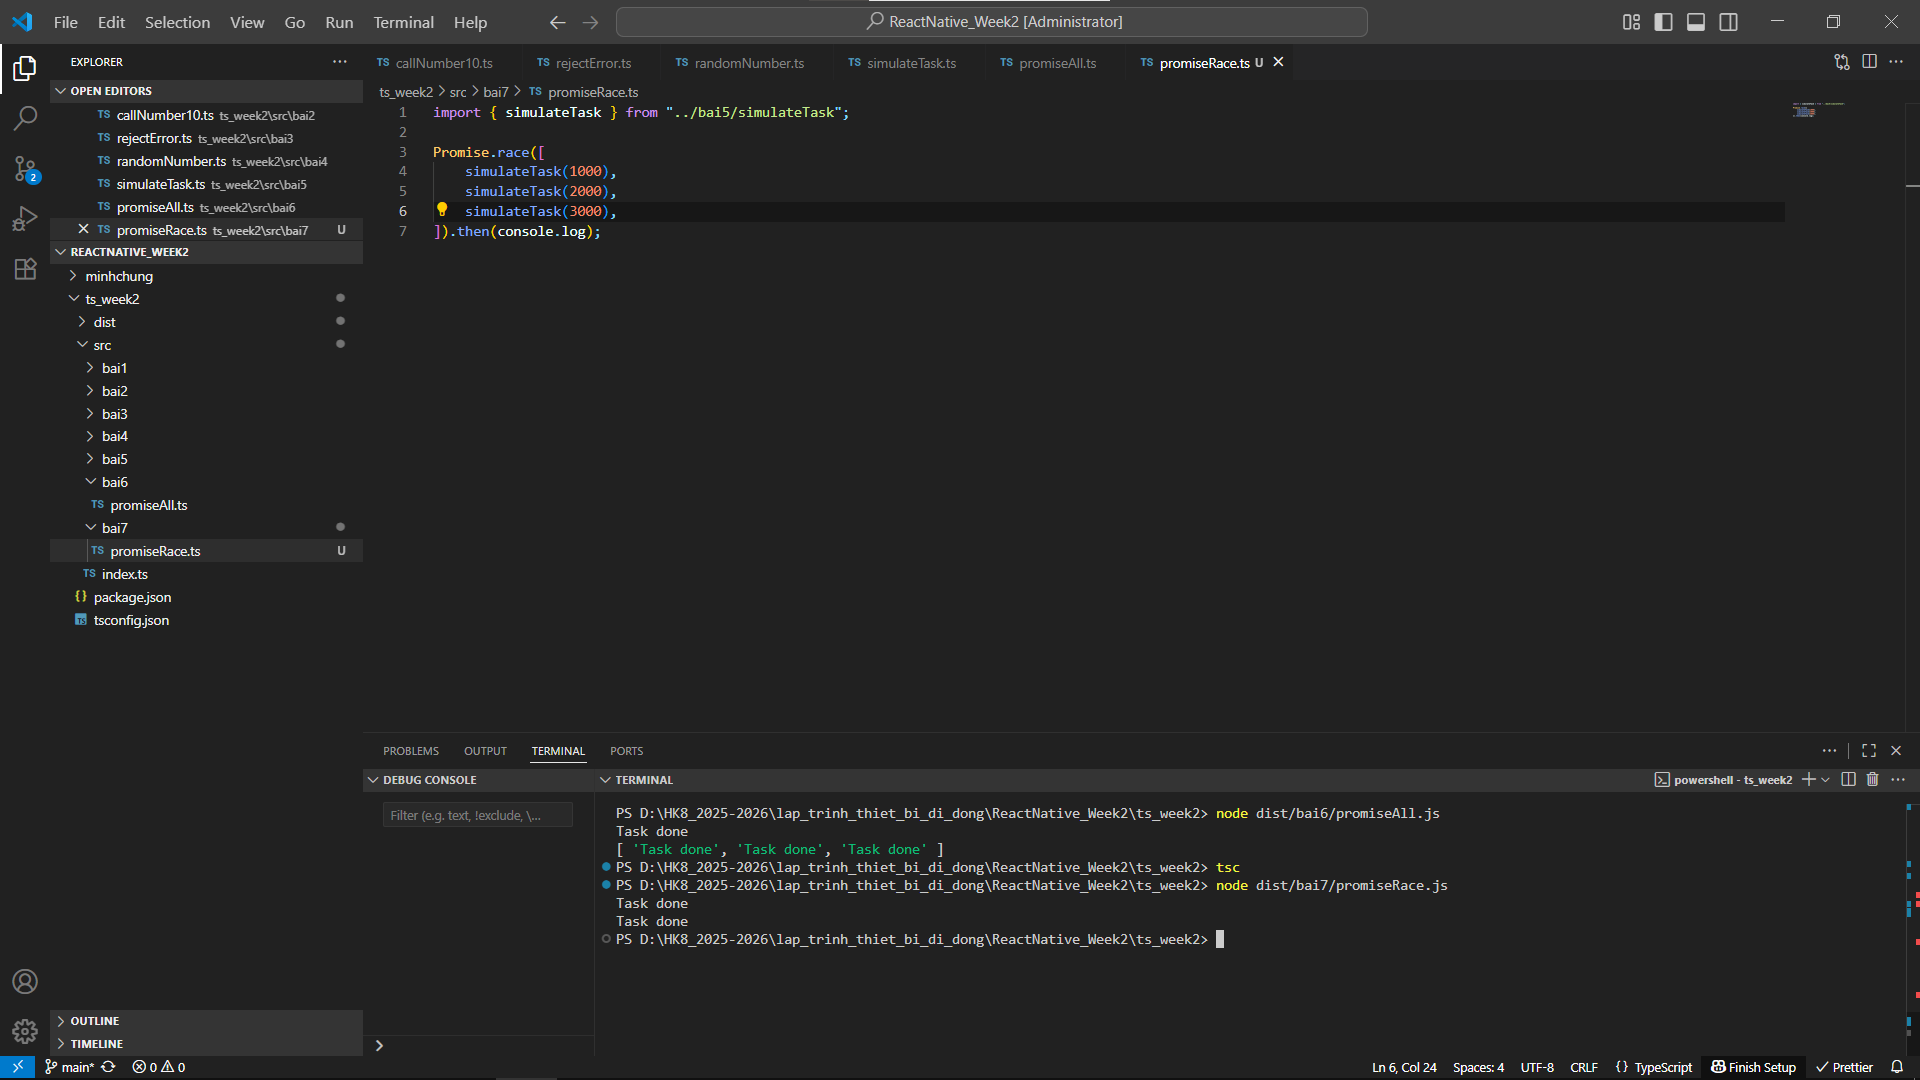 File Edit Selection View Go Run Terminal Help
ReactNative_Week2 [Administrator]
EXPLORER
OPEN EDITORS
TS callNumber10.ts ts_week2\src\bai2
TS rejectError.ts ts_week2\src\bai3
TS randomNumber.ts ts_week2\src\bai4
TS simulateTask.ts ts_week2\src\bai5
TS promiseAll.ts ts_week2\src\bai6
TS promiseRace.ts ts_week2\src\bai7 U
REACTNATIVE_WEEK2
minhchung
ts_week2
dist
src
bai1
bai2
bai3
bai4
bai5
bai6
TS promiseAll.ts
bai7
TS promiseRace.ts U
TS index.ts
{} package.json
TS tsconfig.json
OUTLINE
TIMELINE
2
TS callNumber10.ts TS rejectError.ts TS randomNumber.ts TS simulateTask.ts TS promiseAll.ts TS promiseRace.ts U
ts_week2 > src > bai7 > TS promiseRace.ts
1 import { simulateTask } from "../bai5/simulateTask";
2
3 Promise.race([
4 simulateTask(1000),
5 simulateTask(2000),
6 simulateTask(3000),
7 ]).then(console.log);
PROBLEMS OUTPUT TERMINAL PORTS
DEBUG CONSOLE
Filter (e.g. text, !exclude, \...
TERMINAL
powershell - ts_week2
PS D:\HK8_2025-2026\lap_trinh_thiet_bi_di_dong\ReactNative_Week2\ts_week2> node dist/bai6/promiseAll.js
Task done
[ 'Task done', 'Task done', 'Task done' ]
PS D:\HK8_2025-2026\lap_trinh_thiet_bi_di_dong\ReactNative_Week2\ts_week2> tsc
PS D:\HK8_2025-2026\lap_trinh_thiet_bi_di_dong\ReactNative_Week2\ts_week2> node dist/bai7/promiseRace.js
Task done
Task done
PS D:\HK8_2025-2026\lap_trinh_thiet_bi_di_dong\ReactNative_Week2\ts_week2>
main* 0 0
Ln 6, Col 24 Spaces: 4 UTF-8 CRLF {} TypeScript Finish Setup Prettier